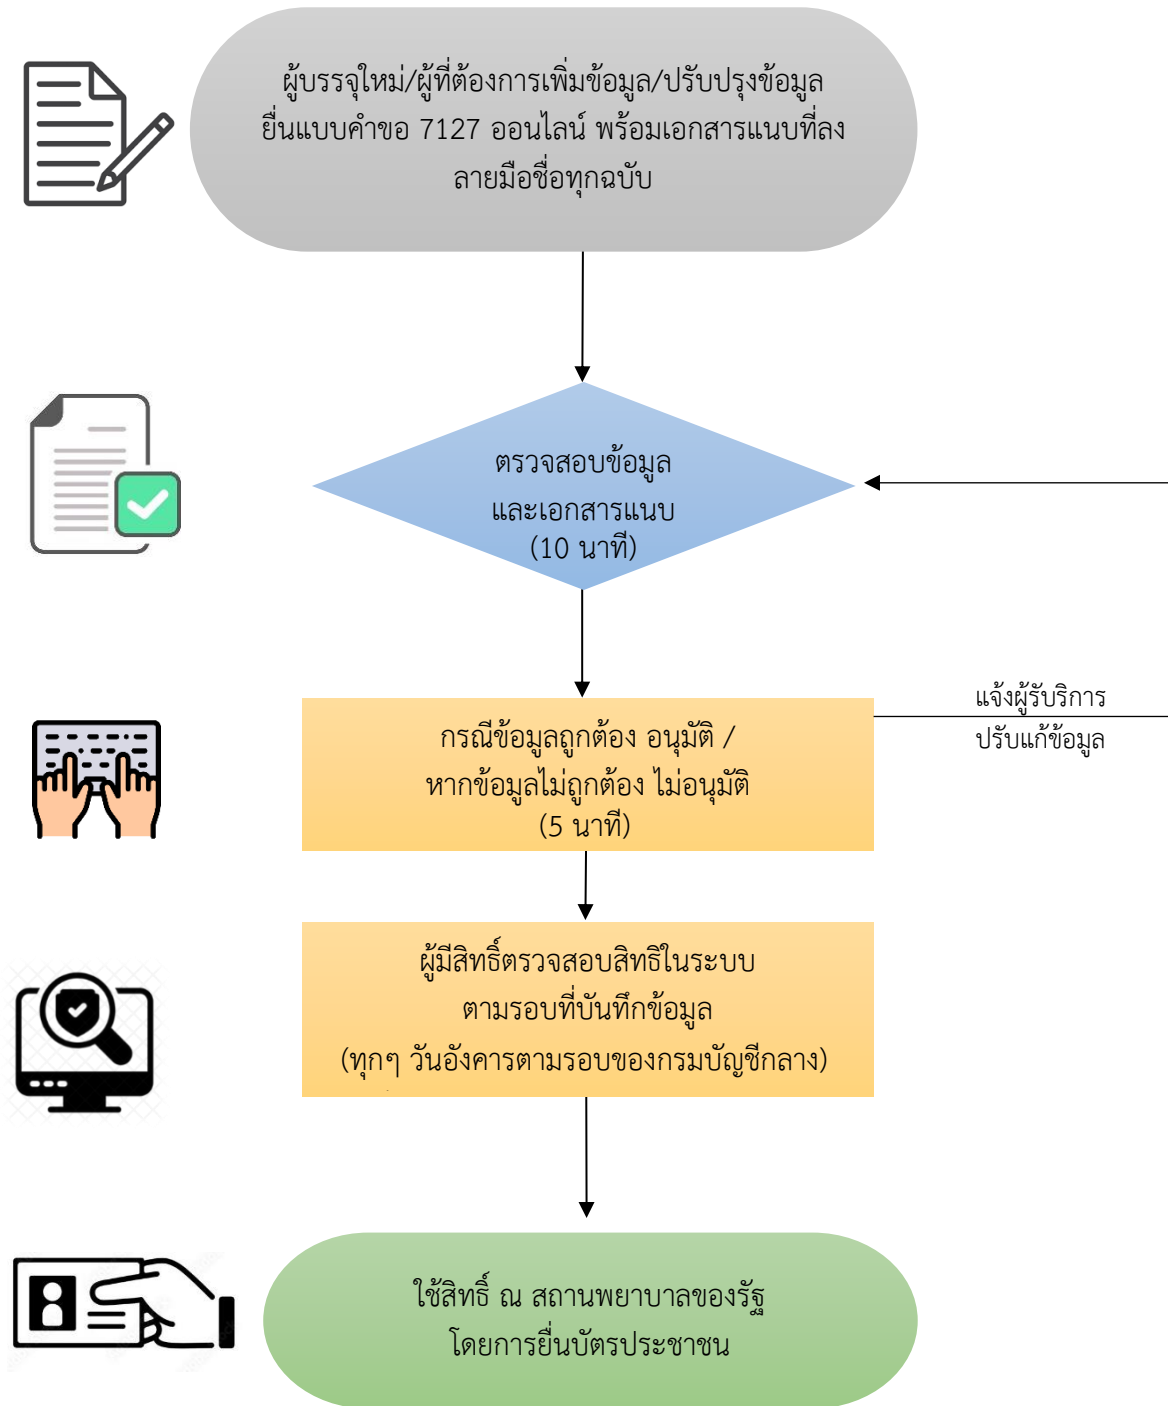 ผู้บรรจุใหม่/ผู้ที่ต้องการเพิ่มข้อมูล/ปรับปรุงข้อมูล
ยื่นแบบคำขอ 7127 ออนไลน์ พร้อมเอกสารแนบที่ลง
ลายมือชื่อทุกฉบับ
ตรวจสอบข้อมูล
และเอกสารแนบ
(10 นาที)
กรณีข้อมูลถูกต้อง อนุมัติ /
หากข้อมูลไม่ถูกต้อง ไม่อนุมัติ
(5 นาที)
แจ้งผู้รับริการ
ปรับแก้ข้อมูล
ผู้มีสิทธิ์ตรวจสอบสิทธิในระบบ
ตามรอบที่บันทึกข้อมูล
(ทุกๆ วันอังคารตามรอบของกรมบัญชีกลาง)
ใช้สิทธิ์ ณ สถานพยาบาลของรัฐ
โดยการยื่นบัตรประชาชน